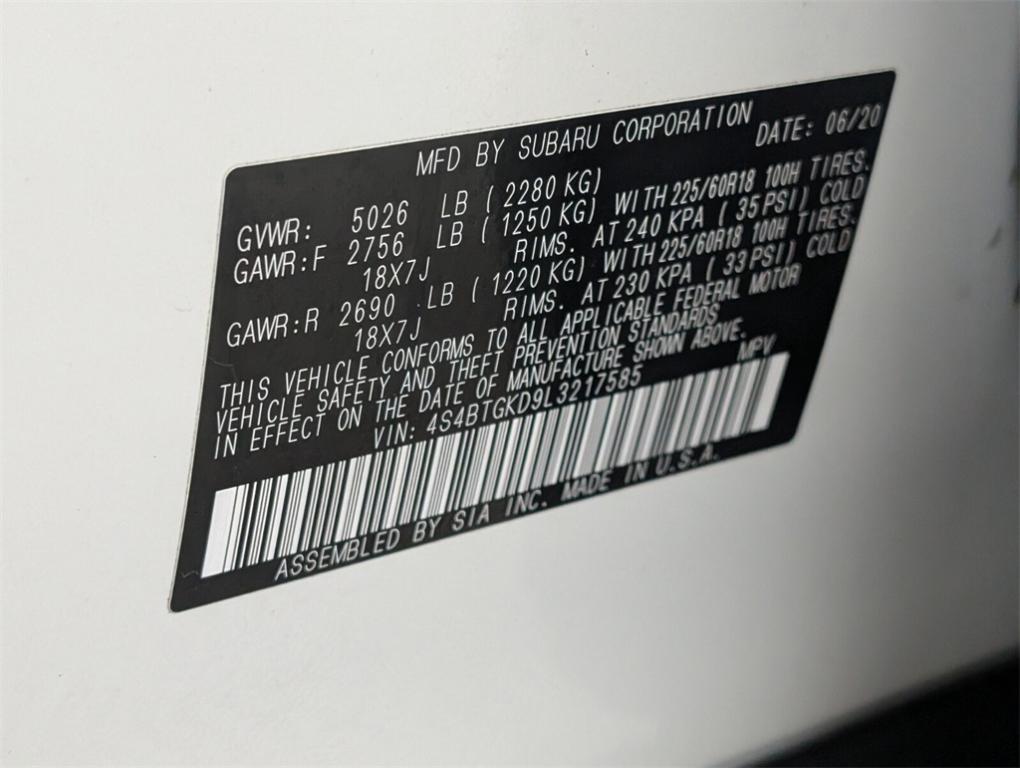 MFD BY SUBARU CORPORATION DATE: 06/20
GVWR: 5026 LB ( 2280 KG)
GAWR:F 2756 LB ( 1250 KG) WITH 225/60R18 100H TIRES.
18X7J RIMS. AT 240 KPA ( 35 PSI) COLD
GAWR:R 2690 LB ( 1220 KG) WITH 225/60R18 100H TIRES.
18X7J RIMS. AT 230 KPA ( 33 PSI) COLD
THIS VEHICLE CONFORMS TO ALL APPLICABLE FEDERAL MOTOR
VEHICLE SAFETY AND THEFT PREVENTION STANDARDS
IN EFFECT ON THE DATE OF MANUFACTURE SHOWN ABOVE.
VIN: 4S4BTGKD9L3217585 MPV
ASSEMBLED BY SIA INC. MADE IN U.S.A.